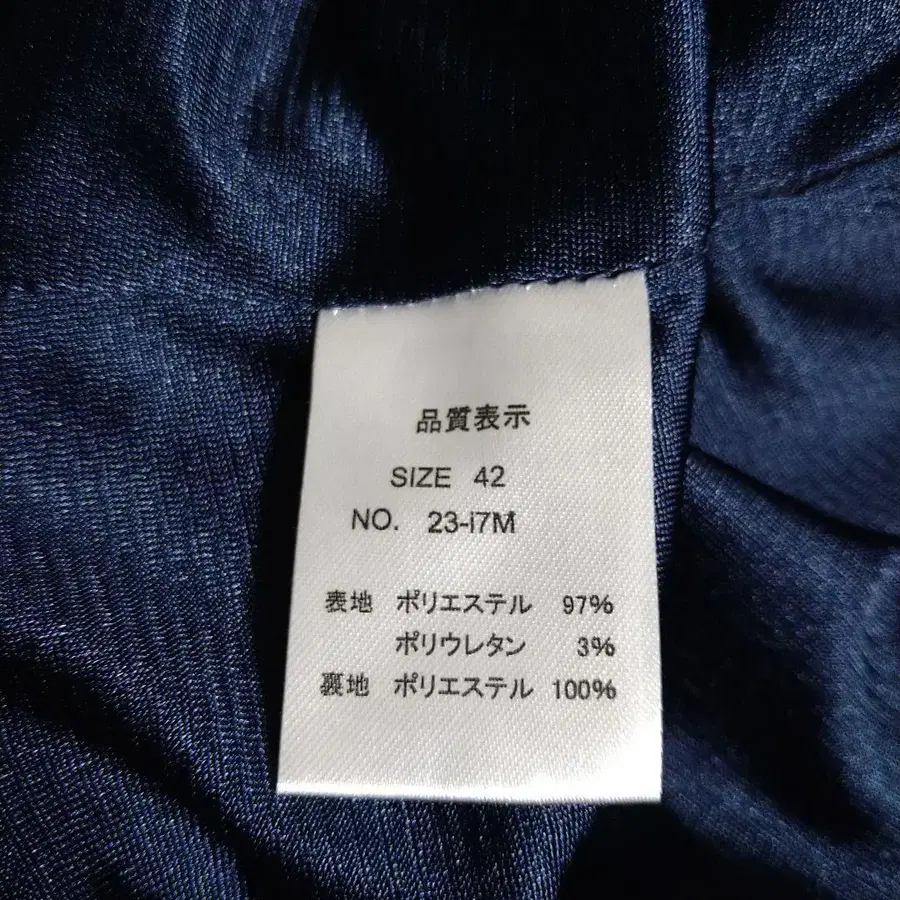 品質表示
SIZE 42
NO. 23-i7M
表地 ポリエステル 97%
ポリウレタン 3%
裏地 ポリエステル 100%